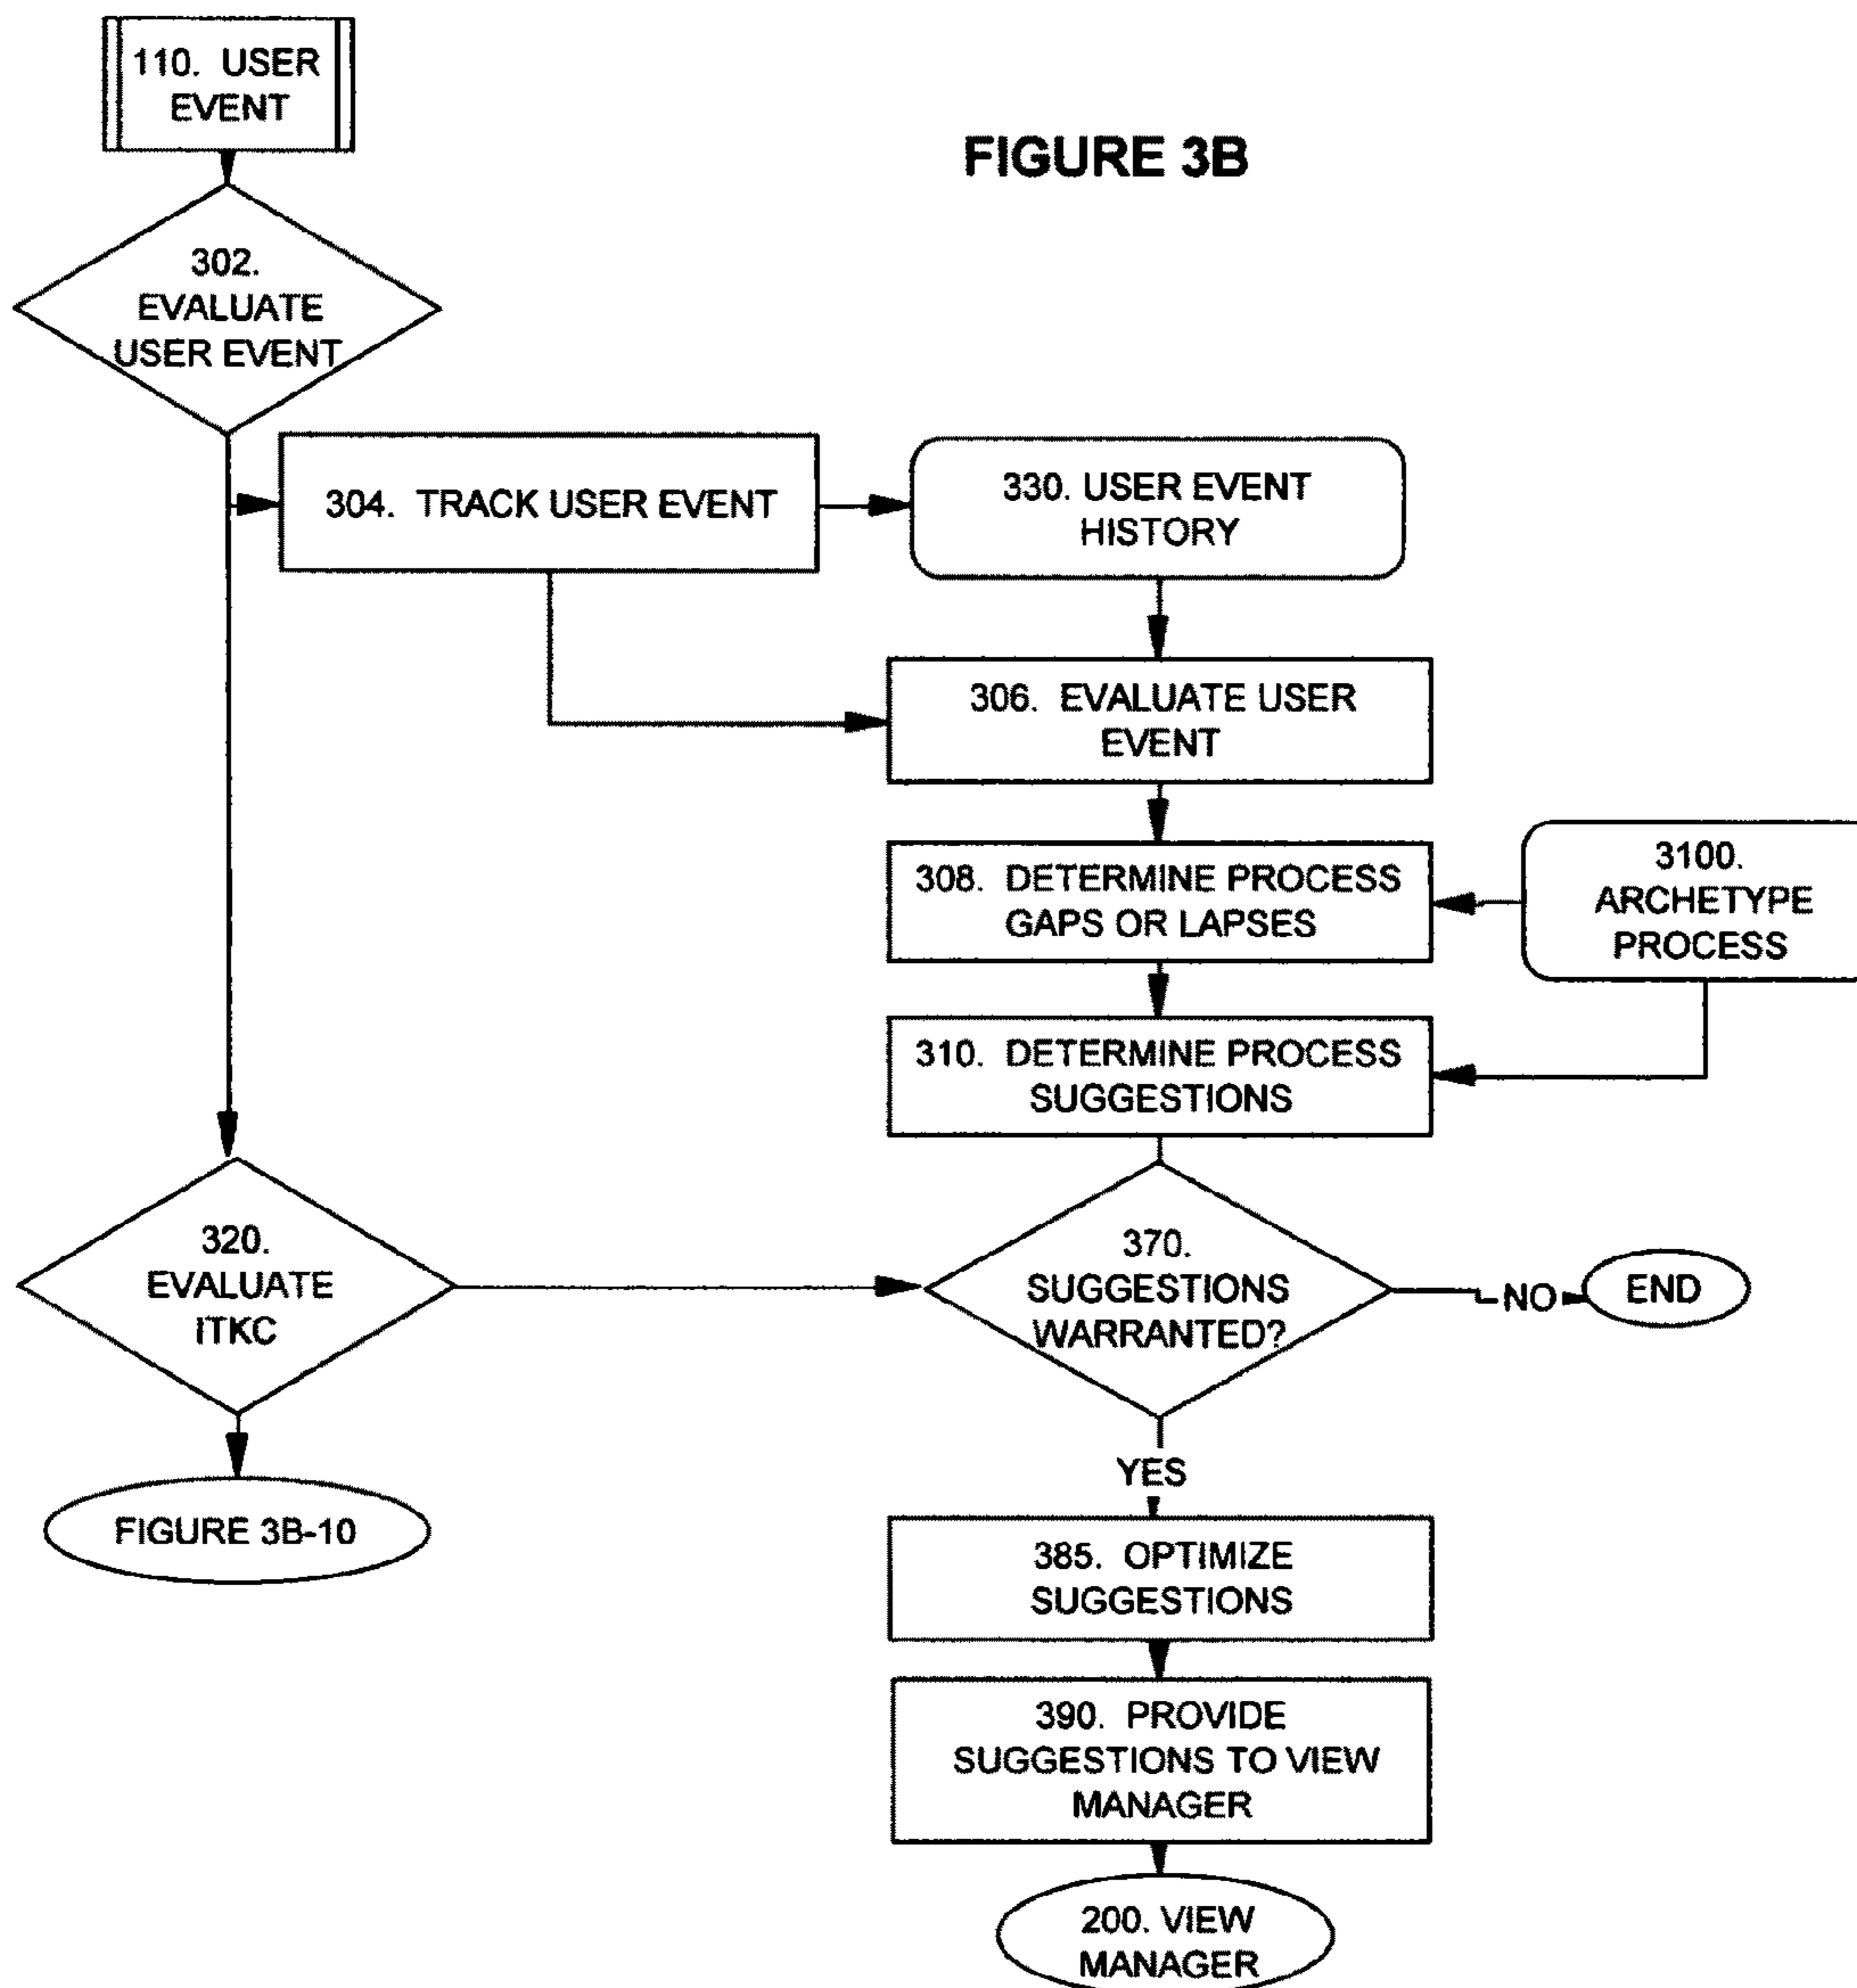 110. USER
EVENT
FIGURE 3B
302.
EVALUATE
USER EVENT
304. TRACK USER EVENT
330. USER EVENT
HISTORY
306. EVALUATE USER
EVENT
308. DETERMINE PROCESS
GAPS OR LAPSES
3100.
ARCHETYPE
PROCESS
310. DETERMINE PROCESS
SUGGESTIONS
320.
EVALUATE
ITKC
370.
SUGGESTIONS
WARRANTED?
NO
END
YES
FIGURE 3B-10
385. OPTIMIZE
SUGGESTIONS
390. PROVIDE
SUGGESTIONS TO VIEW
MANAGER
200. VIEW
MANAGER